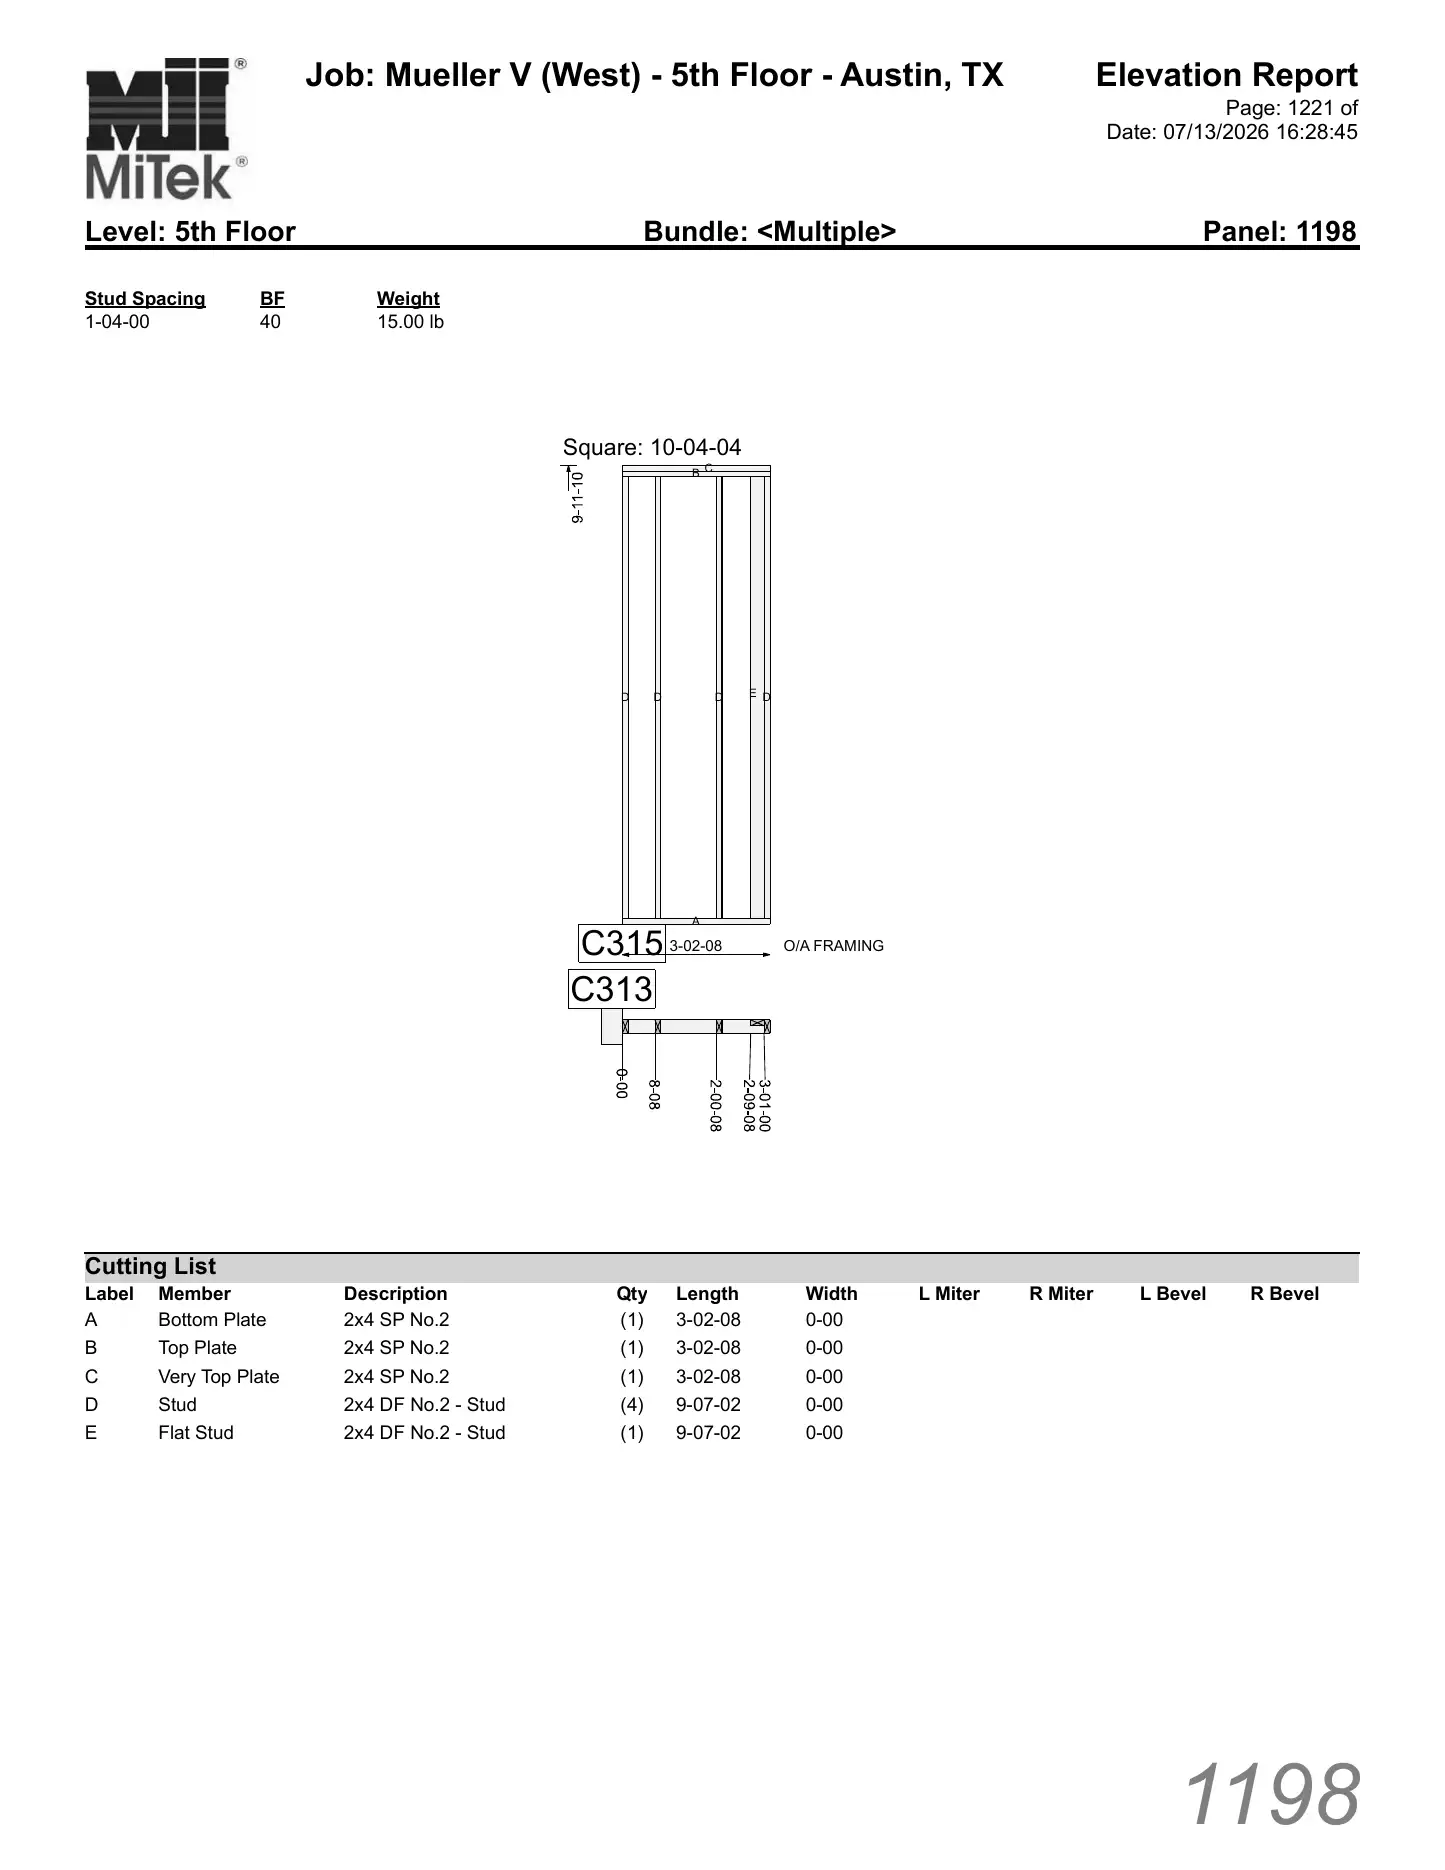 MiTek®
Job: Mueller V (West) - 5th Floor - Austin, TX
Elevation Report
Page: 1221 of
Date: 07/13/2026 16:28:45
Level: 5th Floor Bundle: <Multiple> Panel: 1198
Stud Spacing BF Weight
1-04-00 40 15.00 lb
Square: 10-04-04
9-11-10
C
B
D D D E D
A
C315 3-02-08 O/A FRAMING
C313
0-00 8-08 2-00-08 2-09-08 3-01-00
Cutting List
Label Member Description Qty Length Width L Miter R Miter L Bevel R Bevel
A Bottom Plate 2x4 SP No.2 (1) 3-02-08 0-00
B Top Plate 2x4 SP No.2 (1) 3-02-08 0-00
C Very Top Plate 2x4 SP No.2 (1) 3-02-08 0-00
D Stud 2x4 DF No.2 - Stud (4) 9-07-02 0-00
E Flat Stud 2x4 DF No.2 - Stud (1) 9-07-02 0-00
1198